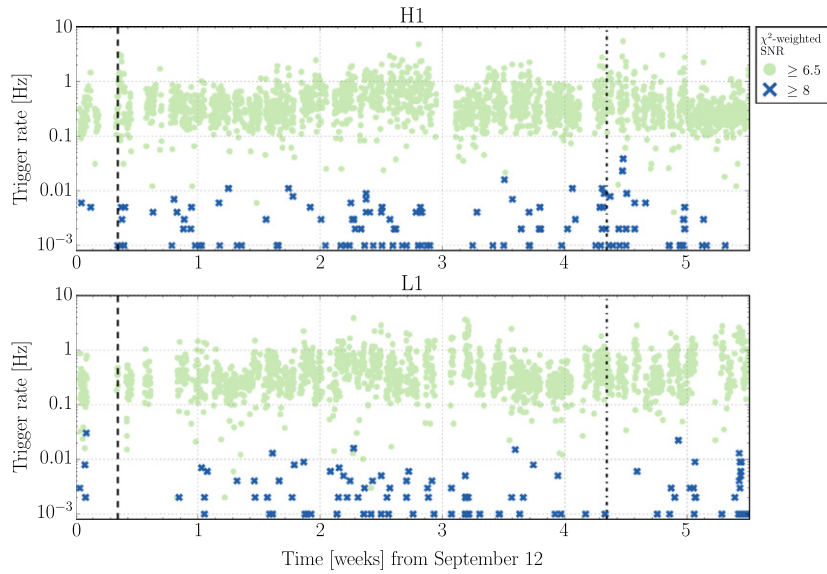 H1
χ²-weighted
SNR
≥ 6.5
≥ 8
Trigger rate [Hz]
10
1
0.1
0.01
10⁻³
0 1 2 3 4 5
L1
Trigger rate [Hz]
10
1
0.1
0.01
10⁻³
0 1 2 3 4 5
Time [weeks] from September 12